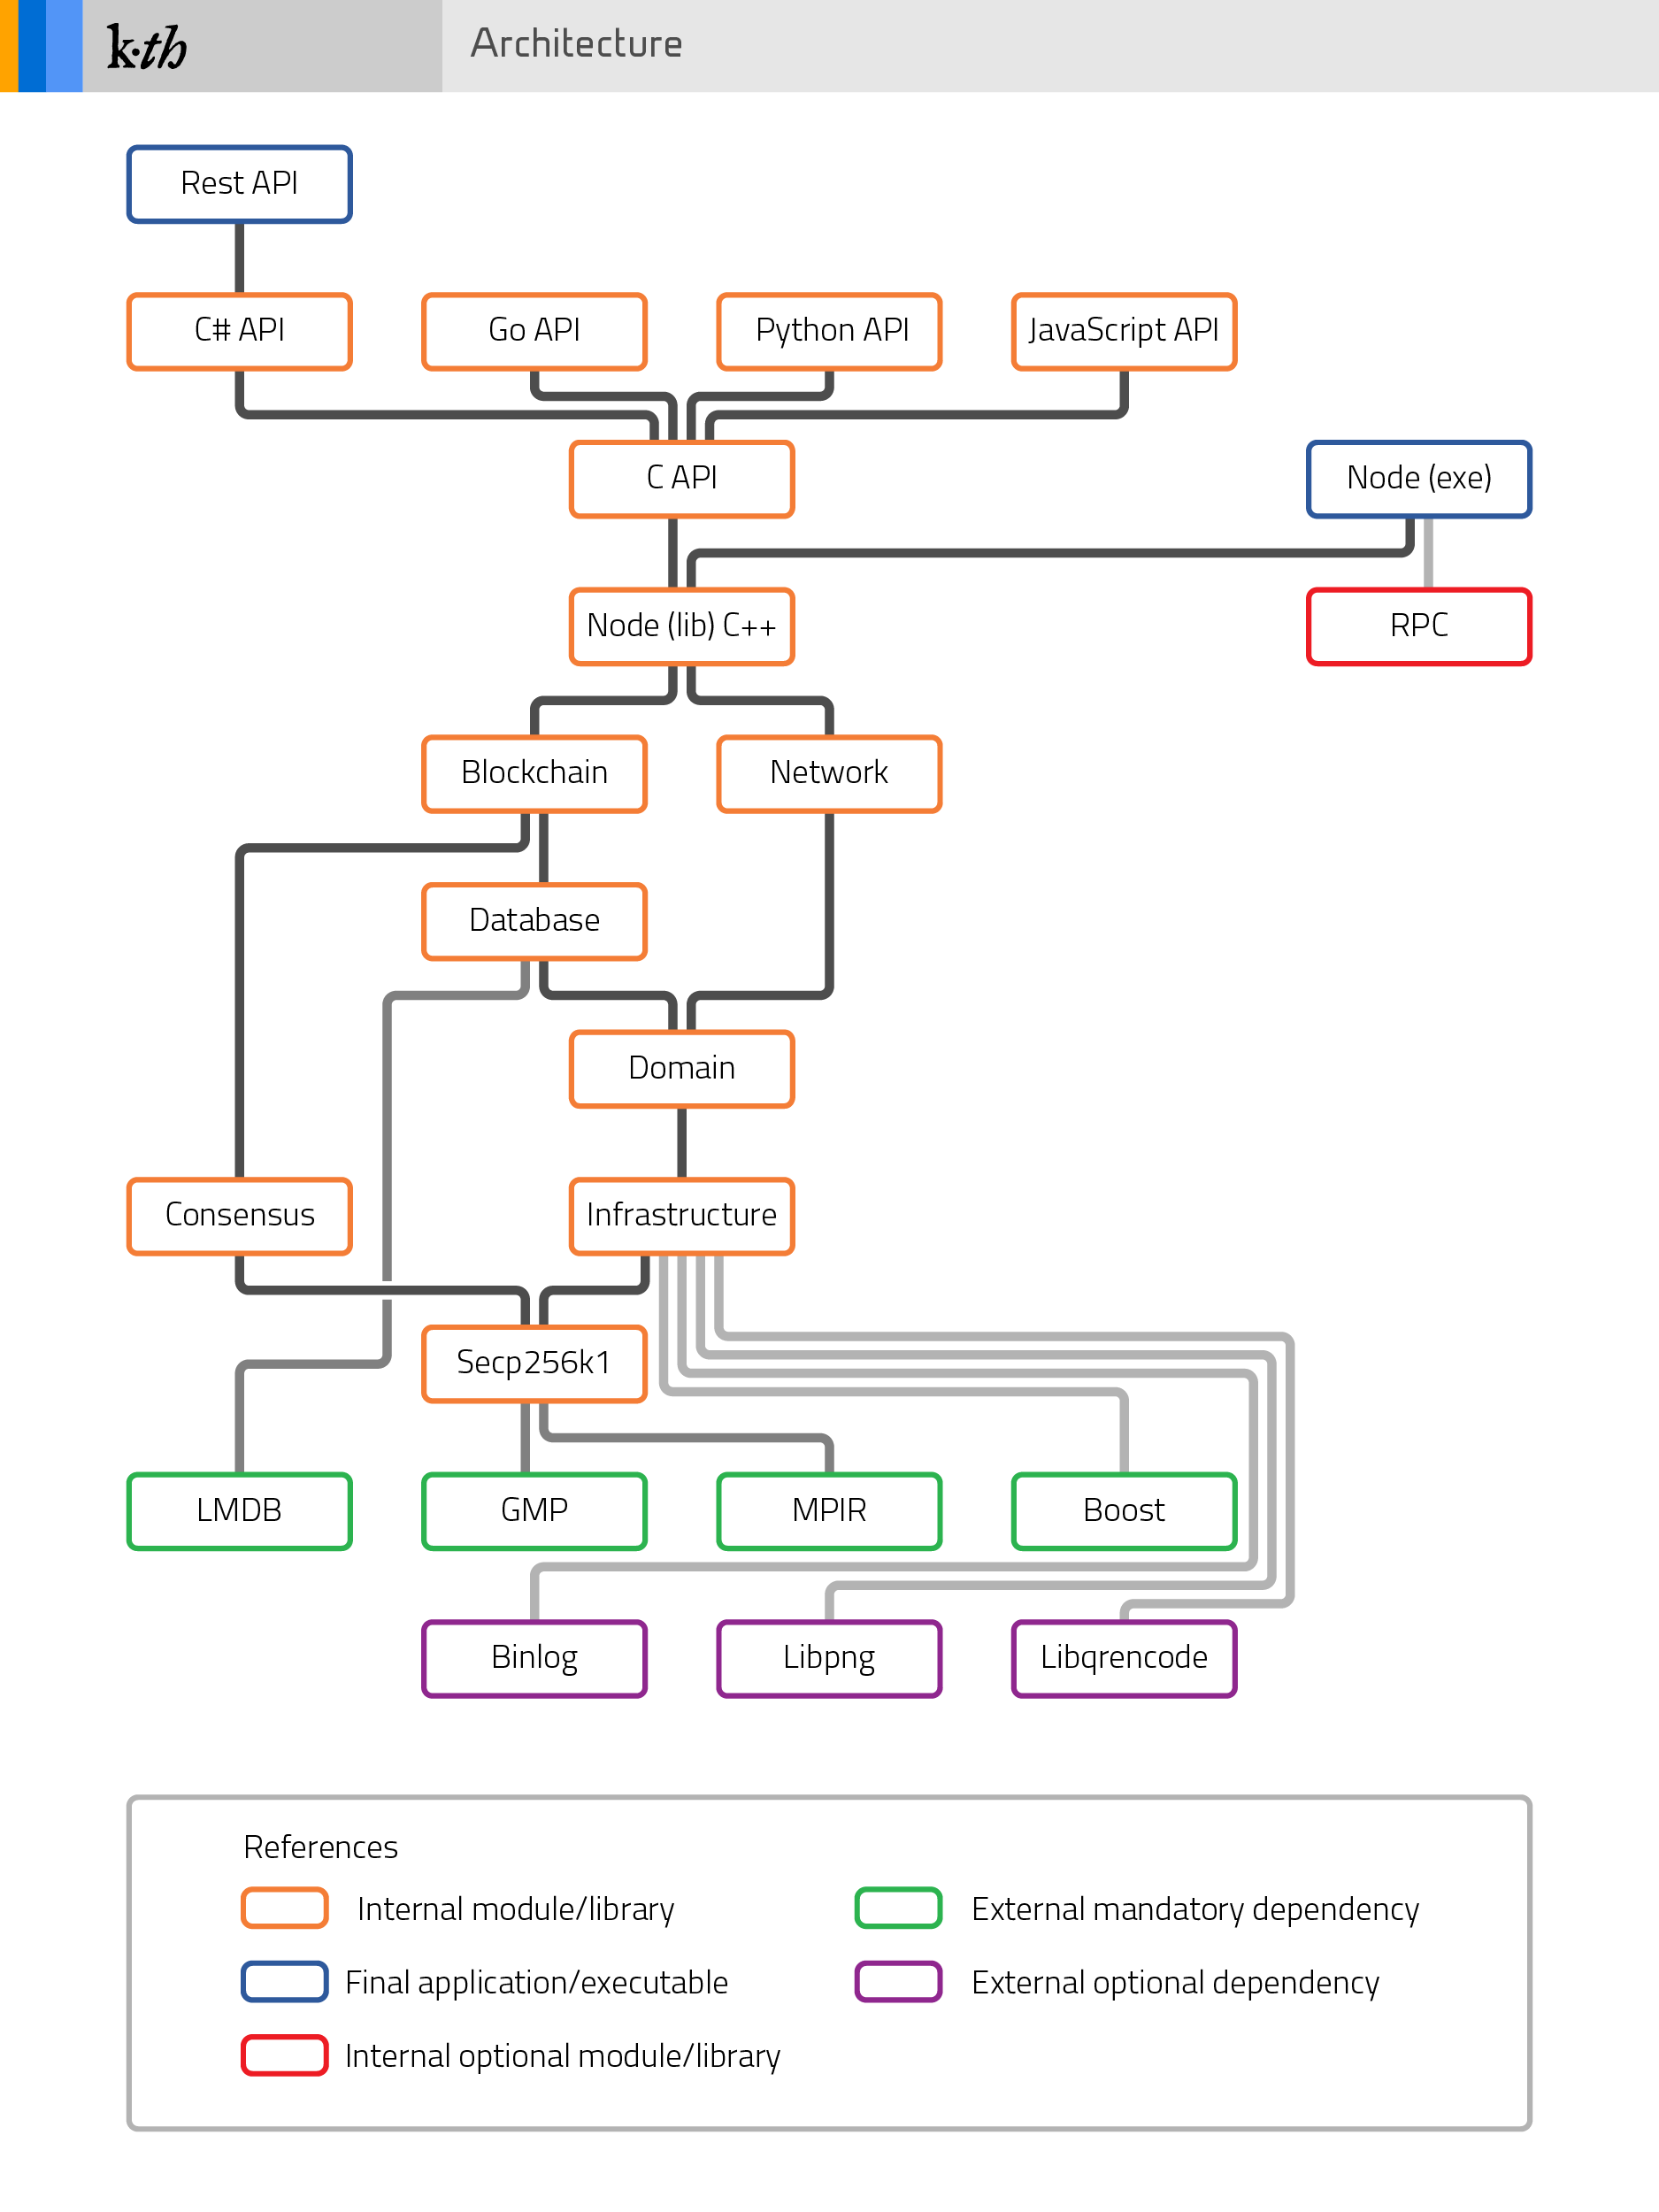 k·th
Architecture
Rest API
C# API
Go API
Python API
JavaScript API
C API
Node (exe)
Node (lib) C++
RPC
Blockchain
Network
Database
Domain
Consensus
Infrastructure
Secp256k1
LMDB
GMP
MPIR
Boost
Binlog
Libpng
Libqrencode
References
Internal module/library
External mandatory dependency
Final application/executable
External optional dependency
Internal optional module/library